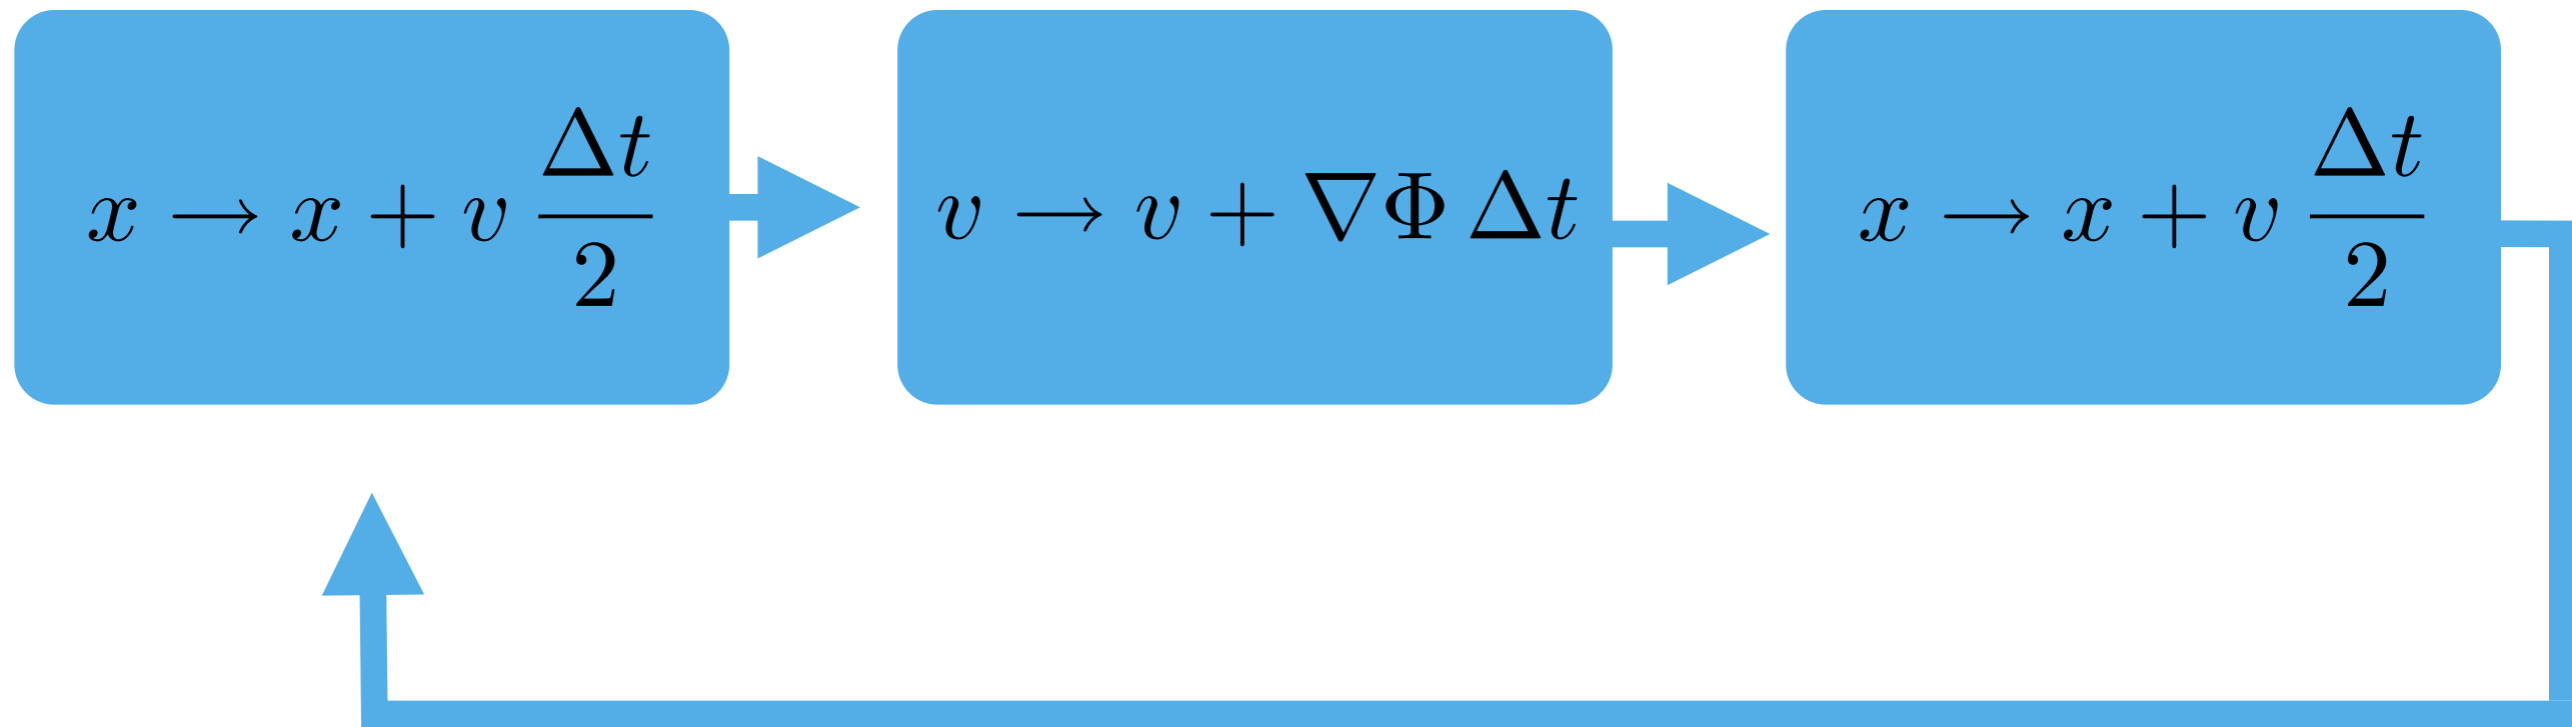 x → x + v Δt/2
v → v + ∇Φ Δt
x → x + v Δt/2